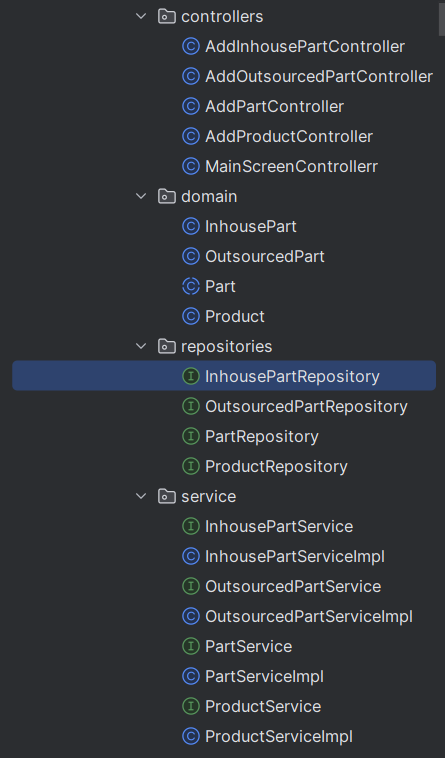 controllers
AddInhousePartController
AddOutsourcedPartController
AddPartController
AddProductController
MainScreenControllerr
domain
InhousePart
OutsourcedPart
Part
Product
repositories
InhousePartRepository
OutsourcedPartRepository
PartRepository
ProductRepository
service
InhousePartService
InhousePartServiceImpl
OutsourcedPartService
OutsourcedPartServiceImpl
PartService
PartServiceImpl
ProductService
ProductServiceImpl